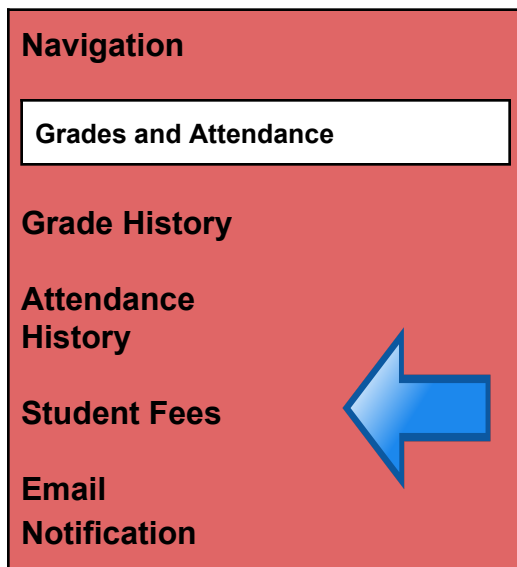 Navigation
Grades and Attendance
Grade History
Attendance
History
Student Fees
Email
Notification